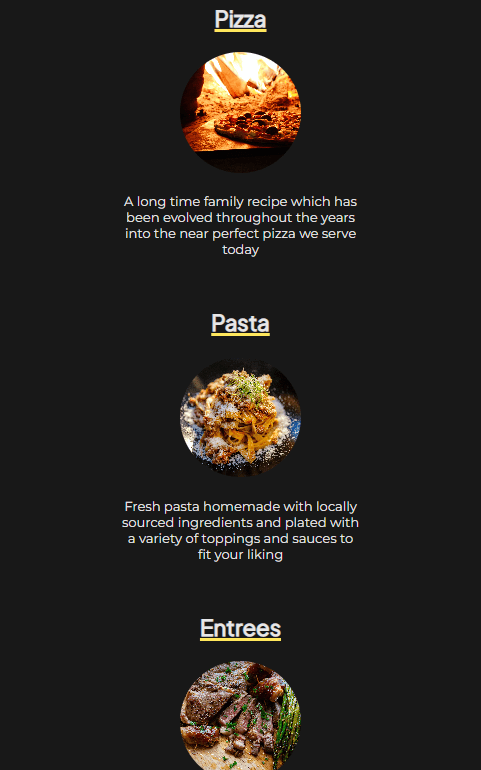 Pizza
A long time family recipe which has
been evolved throughout the years
into the near perfect pizza we serve
today
Pasta
Fresh pasta homemade with locally
sourced ingredients and plated with
a variety of toppings and sauces to
fit your liking
Entrees